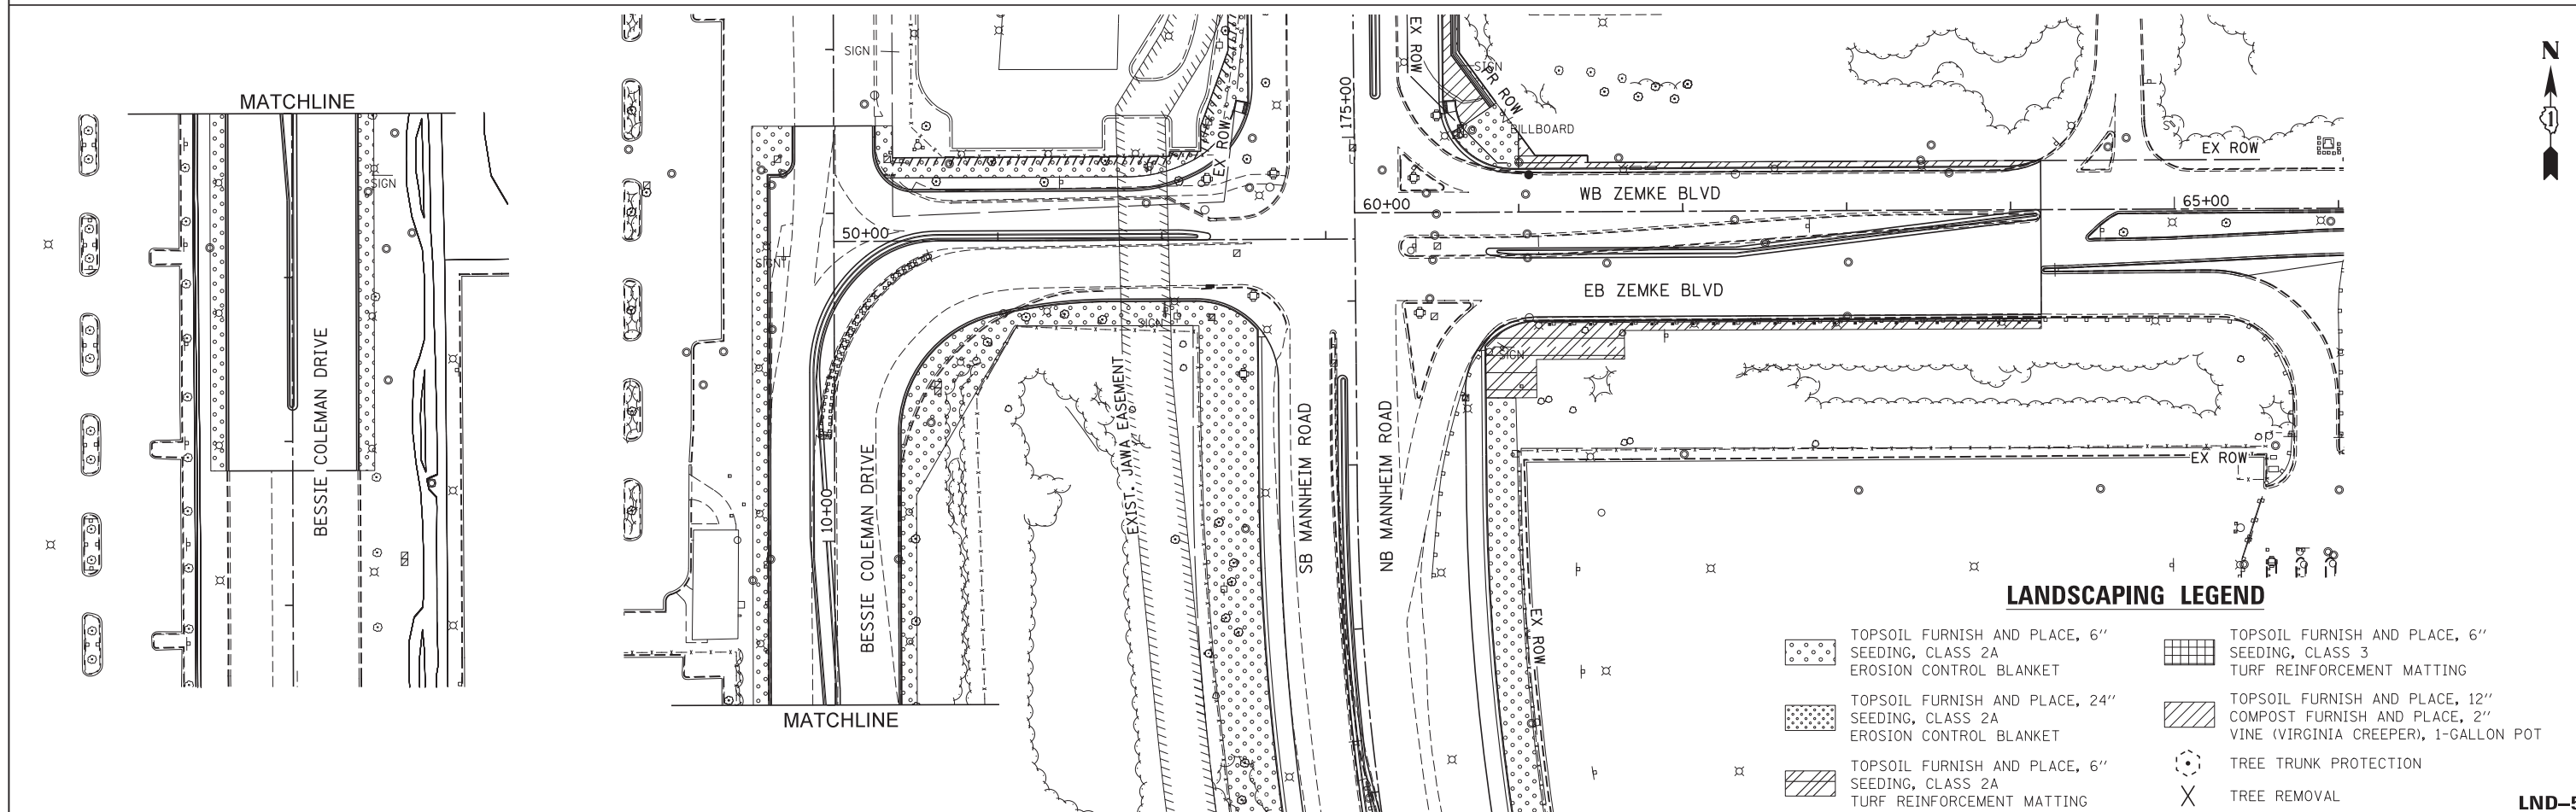 MATCHLINE
SIGN
BESSIE COLEMAN DRIVE
SIGN
EX ROW
50+00
SIGN
SIGN
10+00
BESSIE COLEMAN DRIVE
EXIST. JAWA EASEMENT
MATCHLINE
175+00
EX ROW
SIGN
PR ROW
BILLBOARD
WB ZEMKE BLVD
60+00
65+00
EX ROW
EB ZEMKE BLVD
SIGN
SB MANNHEIM ROAD
NB MANNHEIM ROAD
EX ROW
EX ROW
N
1
LANDSCAPING LEGEND
TOPSOIL FURNISH AND PLACE, 6"
SEEDING, CLASS 2A
EROSION CONTROL BLANKET
TOPSOIL FURNISH AND PLACE, 24"
SEEDING, CLASS 2A
EROSION CONTROL BLANKET
TOPSOIL FURNISH AND PLACE, 6"
SEEDING, CLASS 2A
TURF REINFORCEMENT MATTING
TOPSOIL FURNISH AND PLACE, 6"
SEEDING, CLASS 3
TURF REINFORCEMENT MATTING
TOPSOIL FURNISH AND PLACE, 12"
COMPOST FURNISH AND PLACE, 2"
VINE (VIRGINIA CREEPER), 1-GALLON POT
TREE TRUNK PROTECTION
TREE REMOVAL